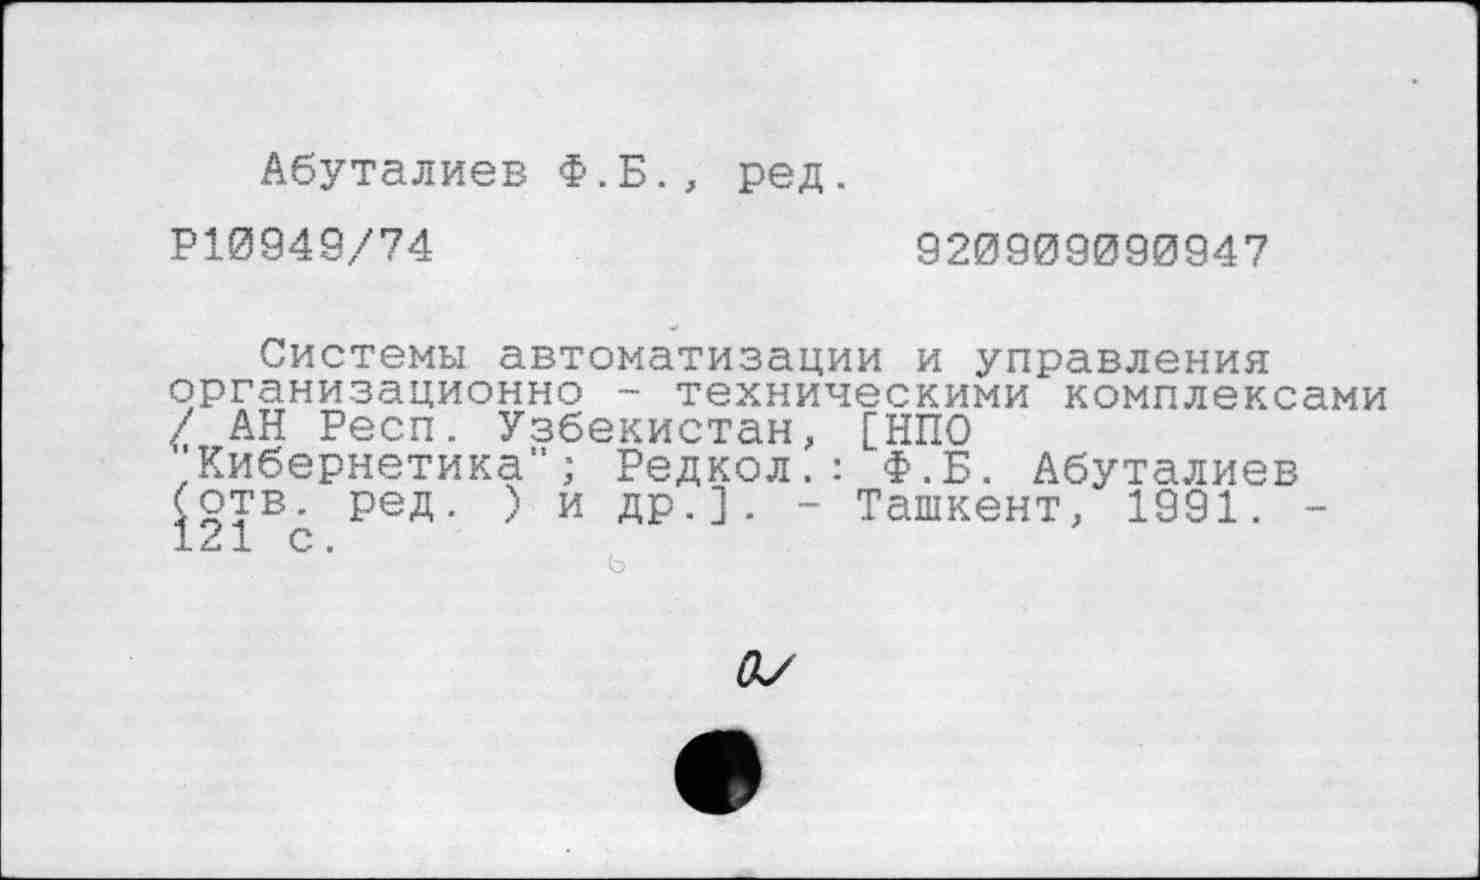 Абуталиев Ф.Б., ред.
Р10949/74 920909090947
Системы автоматизации и управления
организационно - техническими комплексами
/ АН Респ. Узбекистан, [НПО
"Кибернетика"; Редкол.: Ф.Б. Абуталиев
(отв. ред. ) и др.]. - Ташкент, 1991. -
121 с.